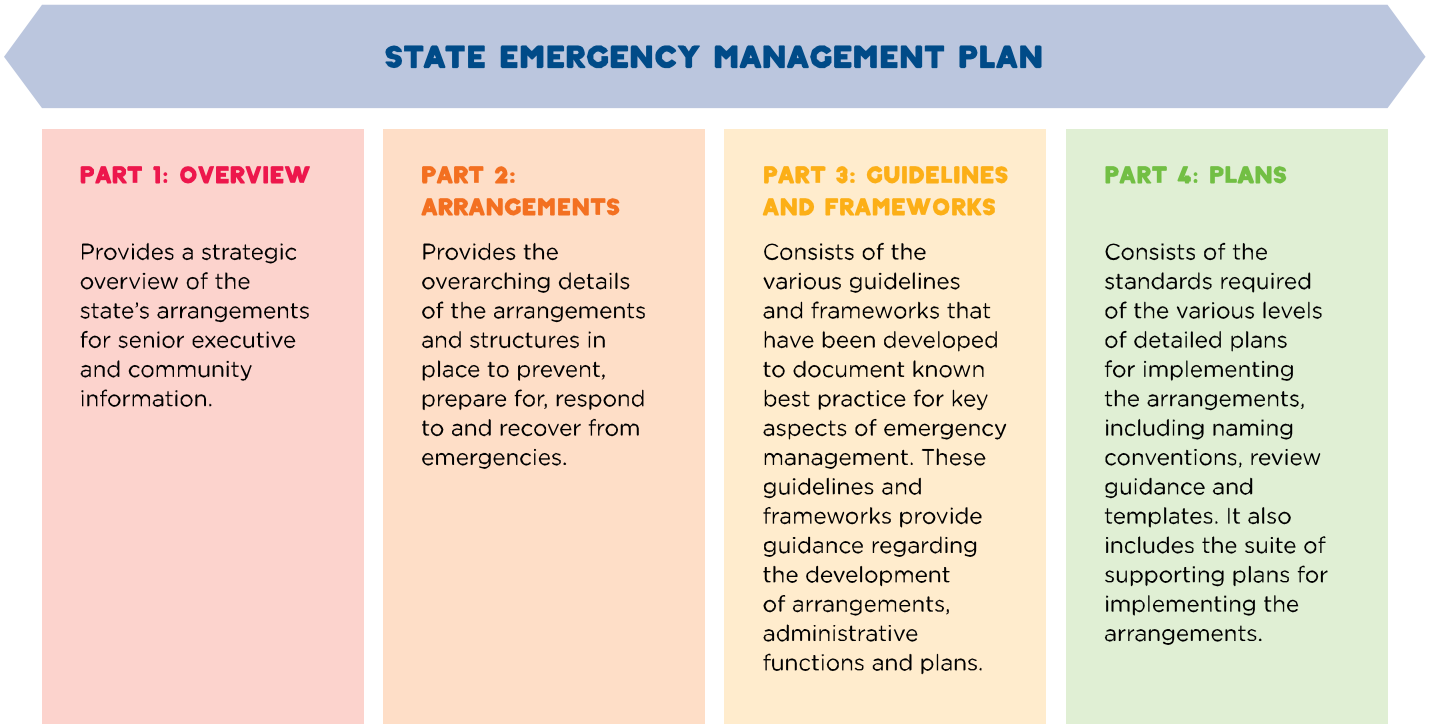 STATE EMERGENCY MANAGEMENT PLAN
PART 1: OVERVIEW
Provides a strategic
overview of the
state’s arrangements
for senior executive
and community
information.
PART 2:
ARRANGEMENTS
Provides the
overarching details
of the arrangements
and structures in
place to prevent,
prepare for, respond
to and recover from
emergencies.
PART 3: GUIDELINES
AND FRAMEWORKS
Consists of the
various guidelines
and frameworks that
have been developed
to document known
best practice for key
aspects of emergency
management. These
guidelines and
frameworks provide
guidance regarding
the development
of arrangements,
administrative
functions and plans.
PART 4: PLANS
Consists of the
standards required
of the various levels
of detailed plans
for implementing
the arrangements,
including naming
conventions, review
guidance and
templates. It also
includes the suite of
supporting plans for
implementing the
arrangements.